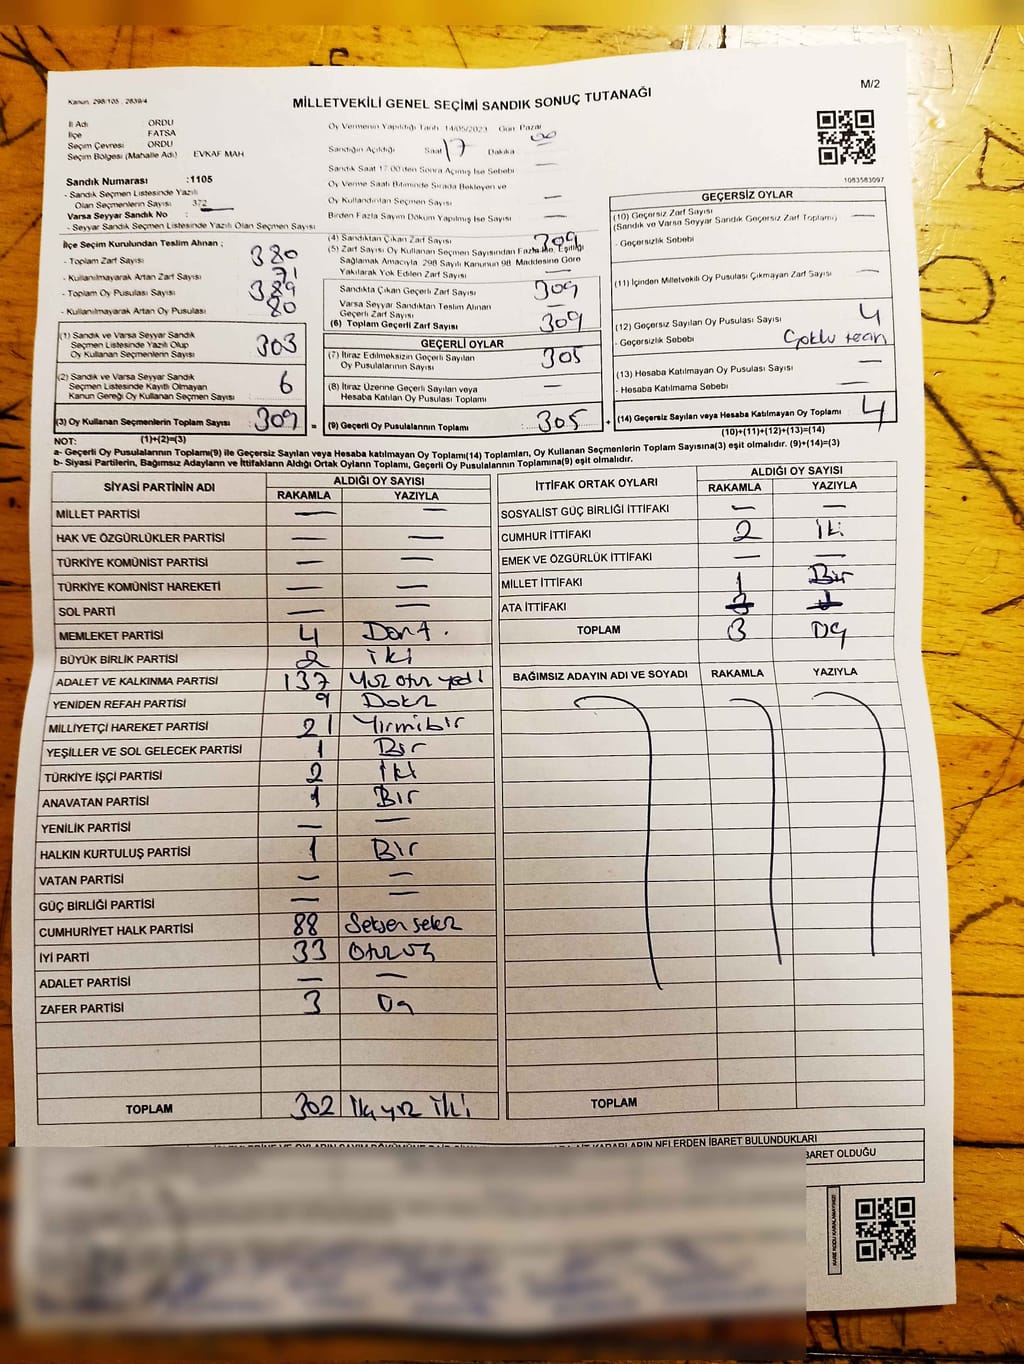 M/2
Kanun: 298/105 , 2839/4
MİLLETVEKİLİ GENEL SEÇİMİ SANDIK SONUÇ TUTANAĞI
İl Adı ORDU
İlçe FATSA
Seçim Çevresi ORDU
Seçim Bölgesi (Mahalle Adı) EVKAF MAH
Oy Vermenin Yapıldığı Tarih 14/05/2023 Gün Pazar
Sandığın Açıldığı Saat 17 Dakika 00
Sandık Saat 17:00'den Sonra Açılmış İse Sebebi —
Oy Verme Saati Bitiminde Sırada Bekleyen ve
Oy Kullandırılan Seçmen Sayısı —
Birden Fazla Sayım Döküm Yapılmış İse Sayısı —
1083583097
Sandık Numarası :1105
- Sandık Seçmen Listesinde Yazılı
Olan Seçmenlerin Sayısı 372
Varsa Seyyar Sandık No :
- Seyyar Sandık Seçmen Listesinde Yazılı Olan Seçmen Sayısı
İlçe Seçim Kurulundan Teslim Alınan ;
- Toplam Zarf Sayısı 380
- Kullanılmayarak Artan Zarf Sayısı 71
- Toplam Oy Pusulası Sayısı 389
- Kullanılmayarak Artan Oy Pusulası 80
(1) Sandık ve Varsa Seyyar Sandık
Seçmen Listesinde Yazılı Olup
Oy Kullanan Seçmenlerin Sayısı 303
(2) Sandık ve Varsa Seyyar Sandık
Seçmen Listesinde Kayıtlı Olmayan
Kanun Gereği Oy Kullanan Seçmen Sayısı 6
(3) Oy Kullanan Seçmenlerin Toplam Sayısı : 309 =
(4) Sandıktan Çıkan Zarf Sayısı 309
(5) Zarf Sayısı Oy Kullanan Seçmen Sayısından Fazla İse, Eşitliği
Sağlamak Amacıyla 298 Sayılı Kanunun 98. Maddesine Göre
Yakılarak Yok Edilen Zarf Sayısı —
Sandıkta Çıkan Geçerli Zarf Sayısı 309
Varsa Seyyar Sandıktan Teslim Alınan
Geçerli Zarf Sayısı —
(6) Toplam Geçerli Zarf Sayısı 309
GEÇERLİ OYLAR
(7) İtiraz Edilmeksizin Geçerli Sayılan
Oy Pusulalarının Sayısı 305
(8) İtiraz Üzerine Geçerli Sayılan veya
Hesaba Katılan Oy Pusulası Toplamı —
(9) Geçerli Oy Pusulalarının Toplamı : 305 +
GEÇERSİZ OYLAR
(10) Geçersiz Zarf Sayısı —
(Sandık ve Varsa Seyyar Sandık Geçersiz Zarf Toplamı)
- Geçersizlik Sebebi
(11) İçinden Milletvekili Oy Pusulası Çıkmayan Zarf Sayısı —
(12) Geçersiz Sayılan Oy Pusulası Sayısı 4
- Geçersizlik Sebebi
(13) Hesaba Katılmayan Oy Pusulası Sayısı —
- Hesaba Katılmama Sebebi —
(14) Geçersiz Sayılan veya Hesaba Katılmayan Oy Toplamı 4
NOT: (1)+(2)=(3) (10)+(11)+(12)+(13)=(14)
a- Geçerli Oy Pusulalarının Toplamı(9) ile Geçersiz Sayılan veya Hesaba katılmayan Oy Toplamı(14) Toplamları, Oy Kullanan Seçmenlerin Toplam Sayısına(3) eşit olmalıdır. (9)+(14)=(3)
b- Siyasi Partilerin, Bağımsız Adayların ve İttifakların Aldığı Ortak Oyların Toplamı, Geçerli Oy Pusulalarının Toplamına(9) eşit olmalıdır.
SİYASİ PARTİNİN ADI ALDIĞI OY SAYISI
RAKAMLA YAZIYLA
MİLLET PARTİSİ — —
HAK VE ÖZGÜRLÜKLER PARTİSİ — —
TÜRKİYE KOMÜNİST PARTİSİ — —
TÜRKİYE KOMÜNİST HAREKETİ — —
SOL PARTİ — —
MEMLEKET PARTİSİ 4 Dört.
BÜYÜK BİRLİK PARTİSİ 2 iki
ADALET VE KALKINMA PARTİSİ 137 Yüz otuz yedi
YENİDEN REFAH PARTİSİ 9 Dokuz
MİLLİYETÇİ HAREKET PARTİSİ 21 Yirmibir
YEŞİLLER VE SOL GELECEK PARTİSİ 1 Bir
TÜRKİYE İŞÇİ PARTİSİ 2 İki
ANAVATAN PARTİSİ 1 Bir
YENİLİK PARTİSİ — —
HALKIN KURTULUŞ PARTİSİ 1 Bir
VATAN PARTİSİ — —
GÜÇ BİRLİĞİ PARTİSİ — —
CUMHURİYET HALK PARTİSİ 88 Seksen sekiz
İYİ PARTİ 33 Otuzüç
ADALET PARTİSİ — —
ZAFER PARTİSİ 3 Üç
TOPLAM 302 Üçyüz İki
İTTİFAK ORTAK OYLARI ALDIĞI OY SAYISI
RAKAMLA YAZIYLA
SOSYALİST GÜÇ BİRLİĞİ İTTİFAKI — —
CUMHUR İTTİFAKI 2 İki
EMEK VE ÖZGÜRLÜK İTTİFAKI — —
MİLLET İTTİFAKI 1 Bir
ATA İTTİFAKI
TOPLAM 3 Üç
BAĞIMSIZ ADAYIN ADI VE SOYADI RAKAMLA YAZIYLA
TOPLAM
KARARLARIN NELERDEN İBARET BULUNDUKLARI
BARET OLDUĞU